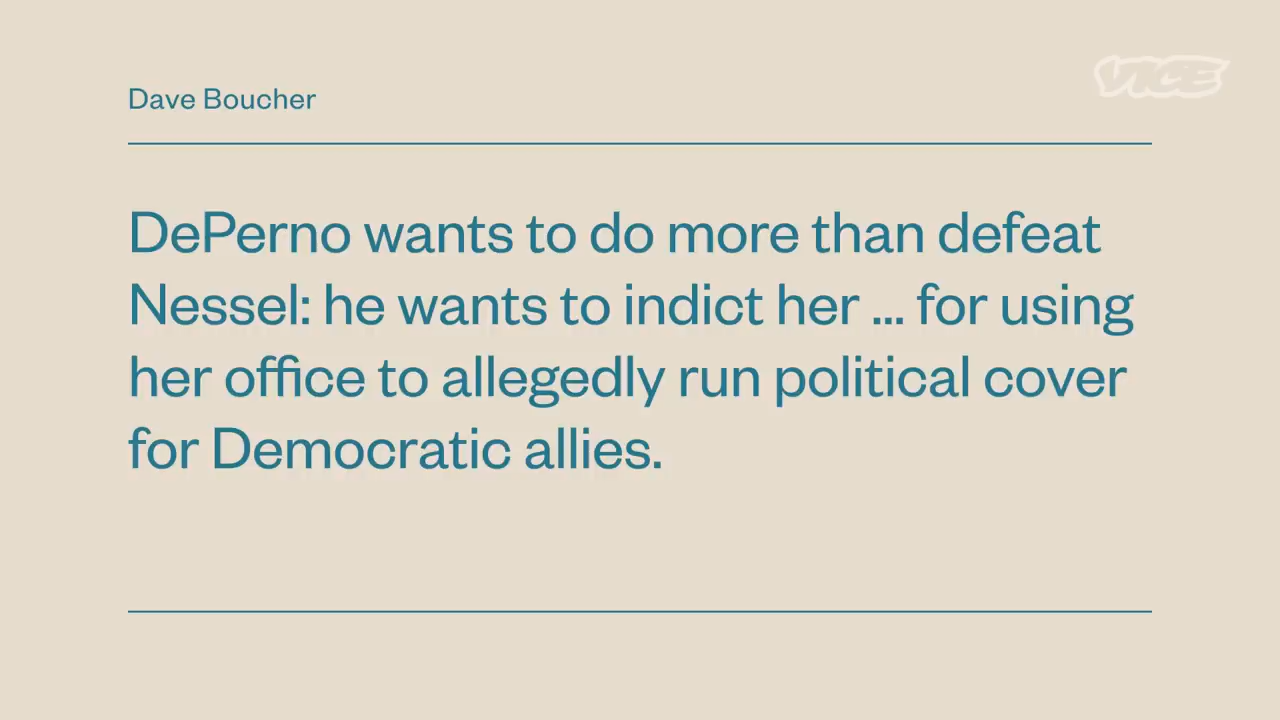 Dave Boucher
VICE
DePerno wants to do more than defeat
Nessel: he wants to indict her ... for using
her office to allegedly run political cover
for Democratic allies.